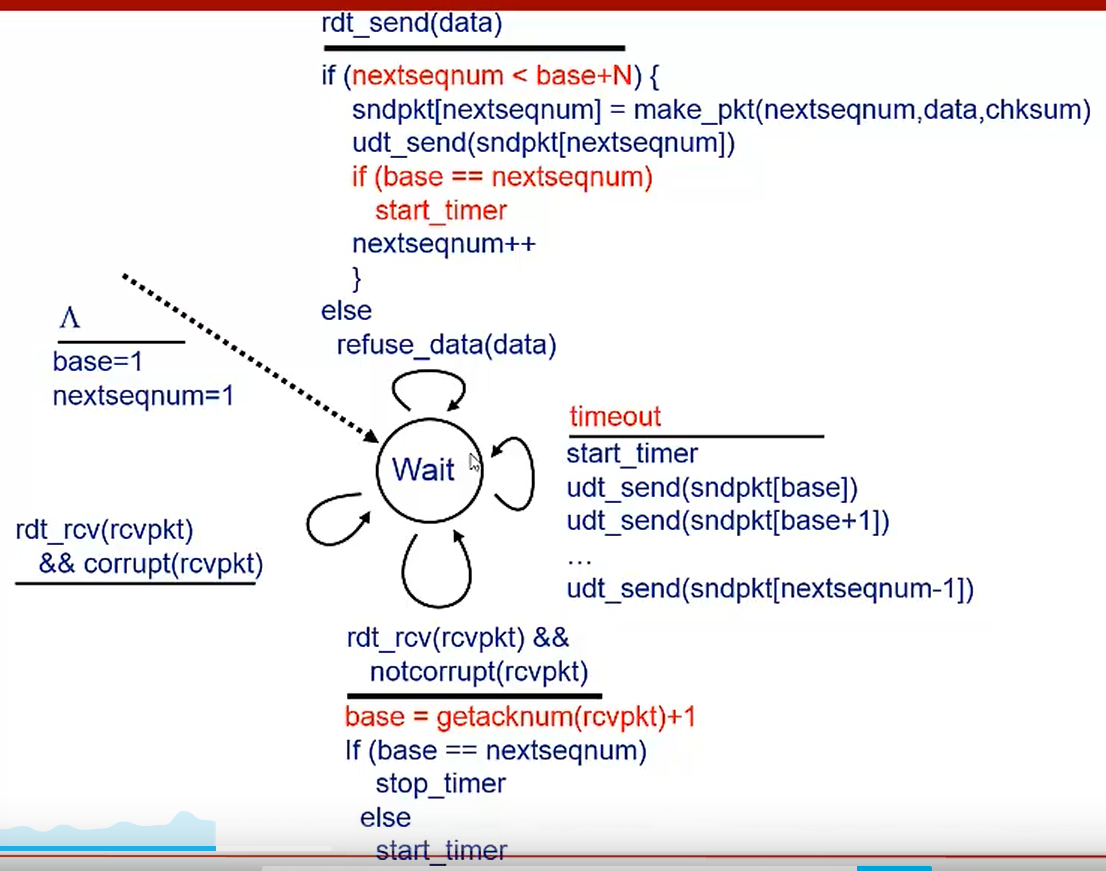 rdt_send(data)
if (nextseqnum < base+N) {
sndpkt[nextseqnum] = make_pkt(nextseqnum,data,chksum)
udt_send(sndpkt[nextseqnum])
if (base == nextseqnum)
start_timer
nextseqnum++
}
else
refuse_data(data)
Λ
base=1
nextseqnum=1
Wait
timeout
start_timer
udt_send(sndpkt[base])
udt_send(sndpkt[base+1])
…
udt_send(sndpkt[nextseqnum-1])
rdt_rcv(rcvpkt)
&& corrupt(rcvpkt)
rdt_rcv(rcvpkt) &&
notcorrupt(rcvpkt)
base = getacknum(rcvpkt)+1
If (base == nextseqnum)
stop_timer
else
start_timer